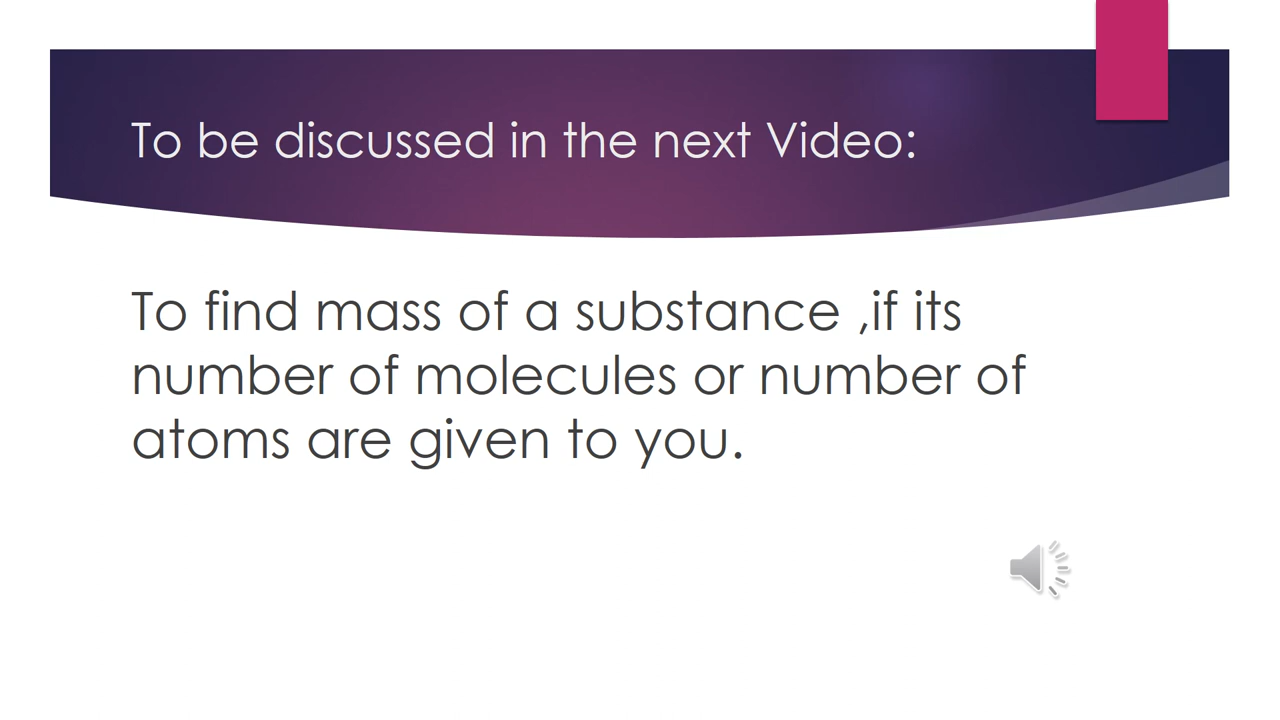 To be discussed in the next Video:
To find mass of a substance ,if its
number of molecules or number of
atoms are given to you.